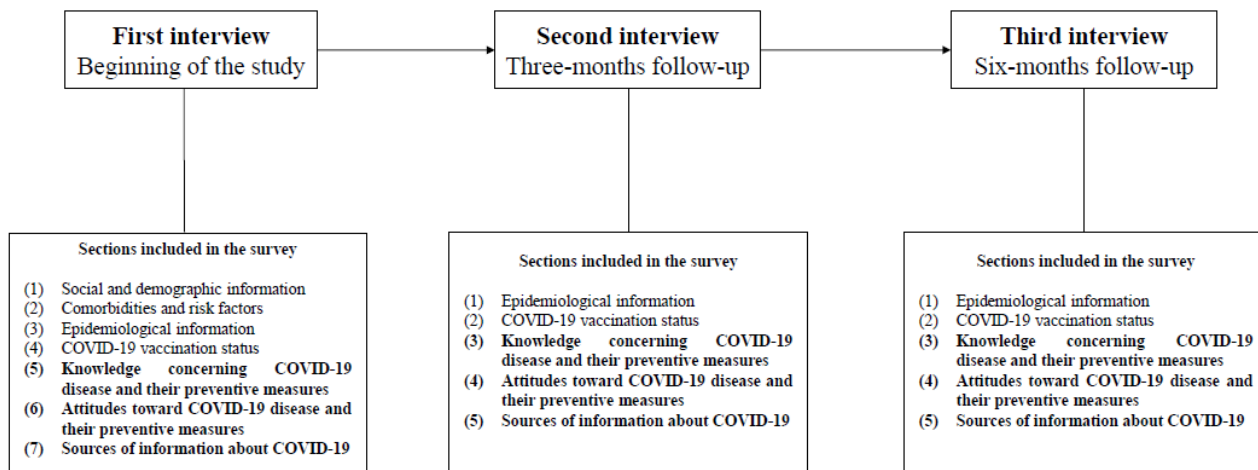 First interview
Beginning of the study
Second interview
Three-months follow-up
Third interview
Six-months follow-up
Sections included in the survey
(1) Social and demographic information
(2) Comorbidities and risk factors
(3) Epidemiological information
(4) COVID-19 vaccination status
(5) Knowledge concerning COVID-19
disease and their preventive measures
(6) Attitudes toward COVID-19 disease and
their preventive measures
(7) Sources of information about COVID-19
Sections included in the survey
(1) Epidemiological information
(2) COVID-19 vaccination status
(3) Knowledge concerning COVID-19
disease and their preventive measures
(4) Attitudes toward COVID-19 disease and
their preventive measures
(5) Sources of information about COVID-19
Sections included in the survey
(1) Epidemiological information
(2) COVID-19 vaccination status
(3) Knowledge concerning COVID-19
disease and their preventive measures
(4) Attitudes toward COVID-19 disease and
their preventive measures
(5) Sources of information about COVID-19